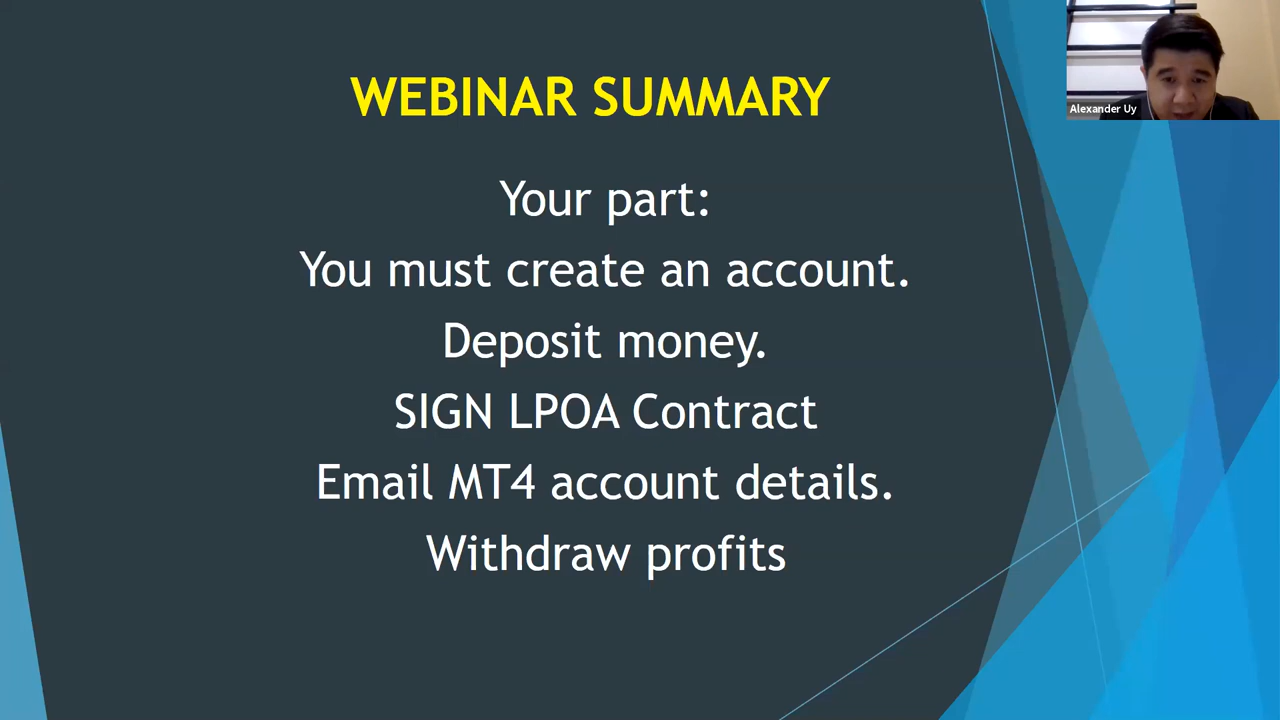 WEBINAR SUMMARY
Alexander Uy
Your part:
You must create an account.
Deposit money.
SIGN LPOA Contract
Email MT4 account details.
Withdraw profits